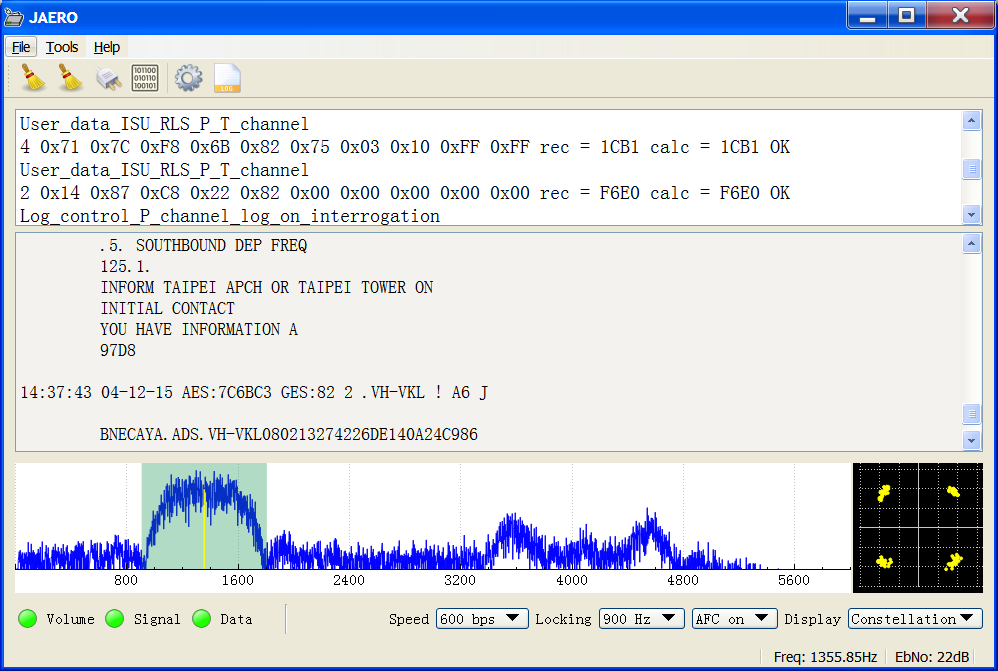 JAERO
File Tools Help
101100
010110
100101
LOG
User_data_ISU_RLS_P_T_channel
4 0x71 0x7C 0xF8 0x6B 0x82 0x75 0x03 0x10 0xFF 0xFF rec = 1CB1 calc = 1CB1 OK
User_data_ISU_RLS_P_T_channel
2 0x14 0x87 0xC8 0x22 0x82 0x00 0x00 0x00 0x00 0x00 rec = F6E0 calc = F6E0 OK
Log_control_P_channel_log_on_interrogation
.5. SOUTHBOUND DEP FREQ
125.1.
INFORM TAIPEI APCH OR TAIPEI TOWER ON
INITIAL CONTACT
YOU HAVE INFORMATION A
97D8
14:37:43 04-12-15 AES:7C6BC3 GES:82 2 .VH-VKL ! A6 J
BNECAYA.ADS.VH-VKL080213274226DE140A24C986
800 1600 2400 3200 4000 4800 5600
Volume Signal Data Speed 600 bps Locking 900 Hz AFC on Display Constellation
Freq: 1355.85Hz EbNo: 22dB